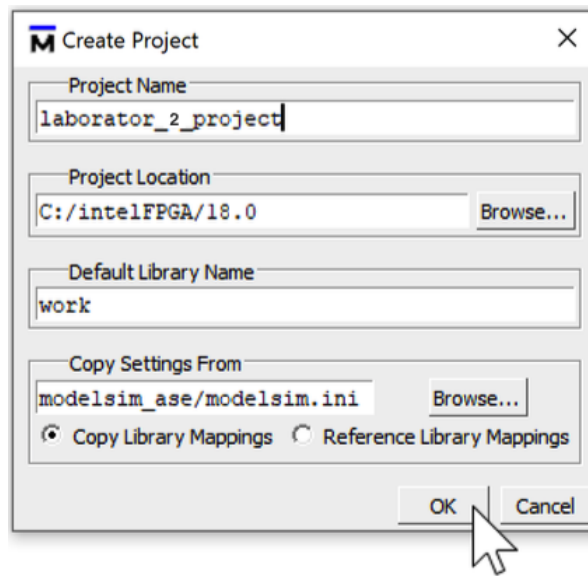 Create Project
Project Name
laborator_2_project
Project Location
C:/intelFPGA/18.0
Browse...
Default Library Name
work
Copy Settings From
modelsim_ase/modelsim.ini
Browse...
Copy Library Mappings
Reference Library Mappings
OK
Cancel